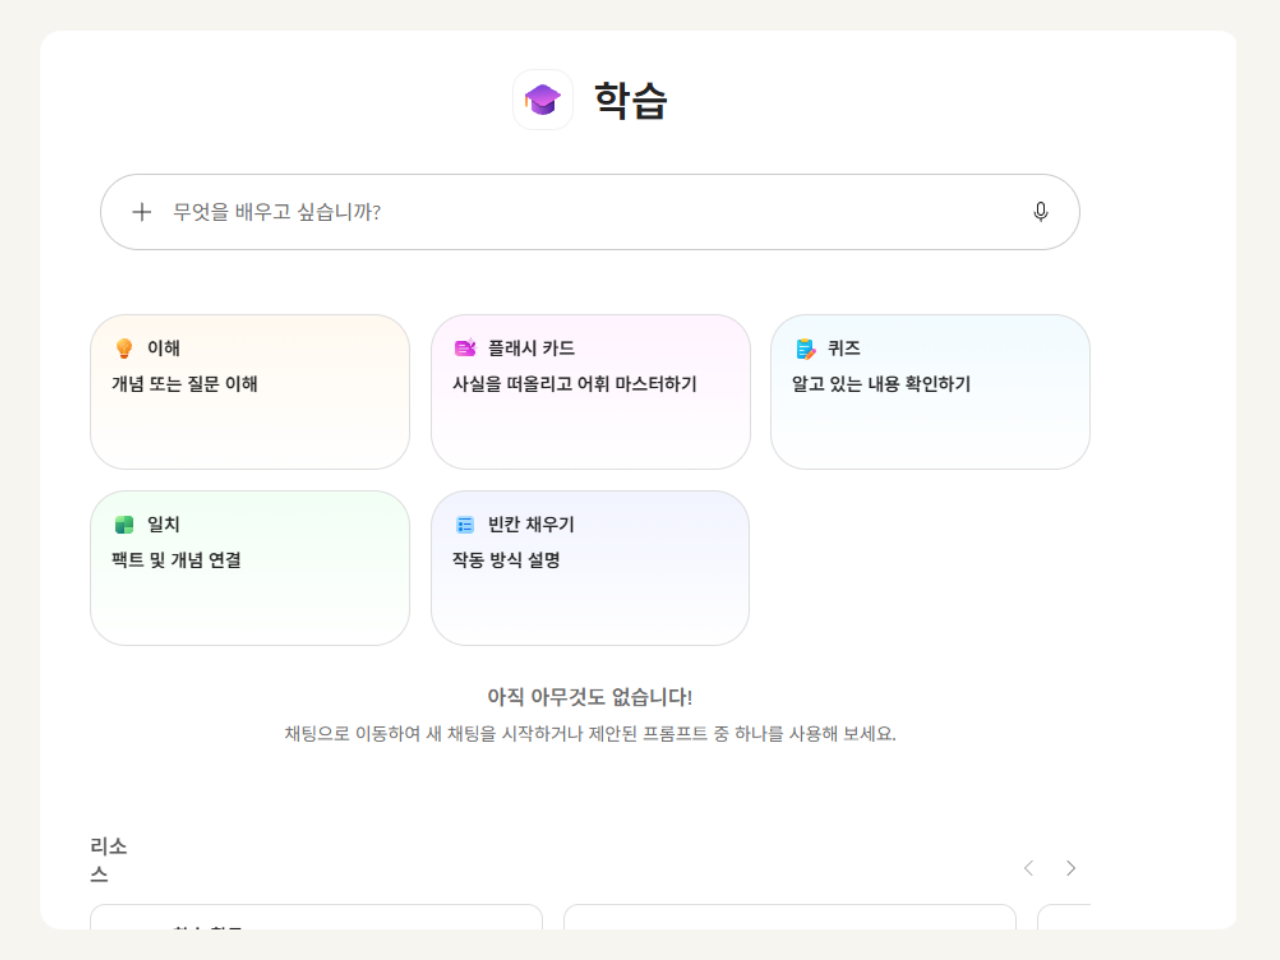 학습
무엇을 배우고 싶습니까?
이해
개념 또는 질문 이해
플래시 카드
사실을 떠올리고 어휘 마스터하기
퀴즈
알고 있는 내용 확인하기
일치
팩트 및 개념 연결
빈칸 채우기
작동 방식 설명
아직 아무것도 없습니다!
채팅으로 이동하여 새 채팅을 시작하거나 제안된 프롬프트 중 하나를 사용해 보세요.
리소
스